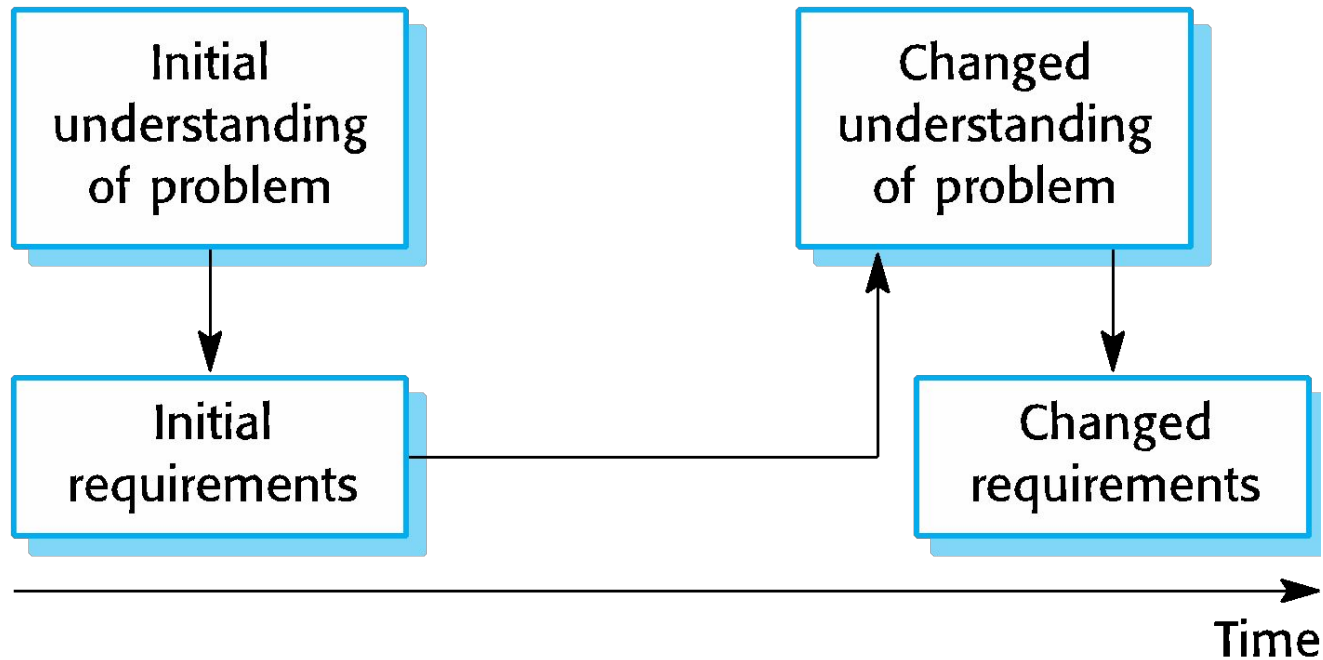 Initial
understanding
of problem
Changed
understanding
of problem
Initial
requirements
Changed
requirements
Time